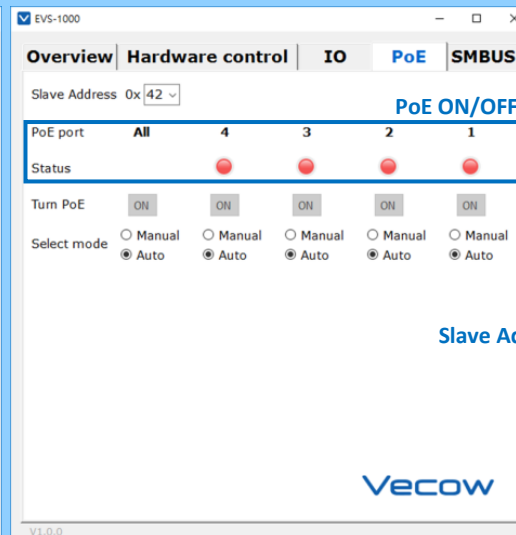 EVS-1000
Overview Hardware control IO PoE SMBUS
Slave Address 0x 42
PoE ON/OFF
PoE port All 4 3 2 1
Status
Turn PoE ON ON ON ON ON
Select mode Manual Manual Manual Manual Manual
Auto Auto Auto Auto Auto
Slave Ad
Vecow
V1.0.0